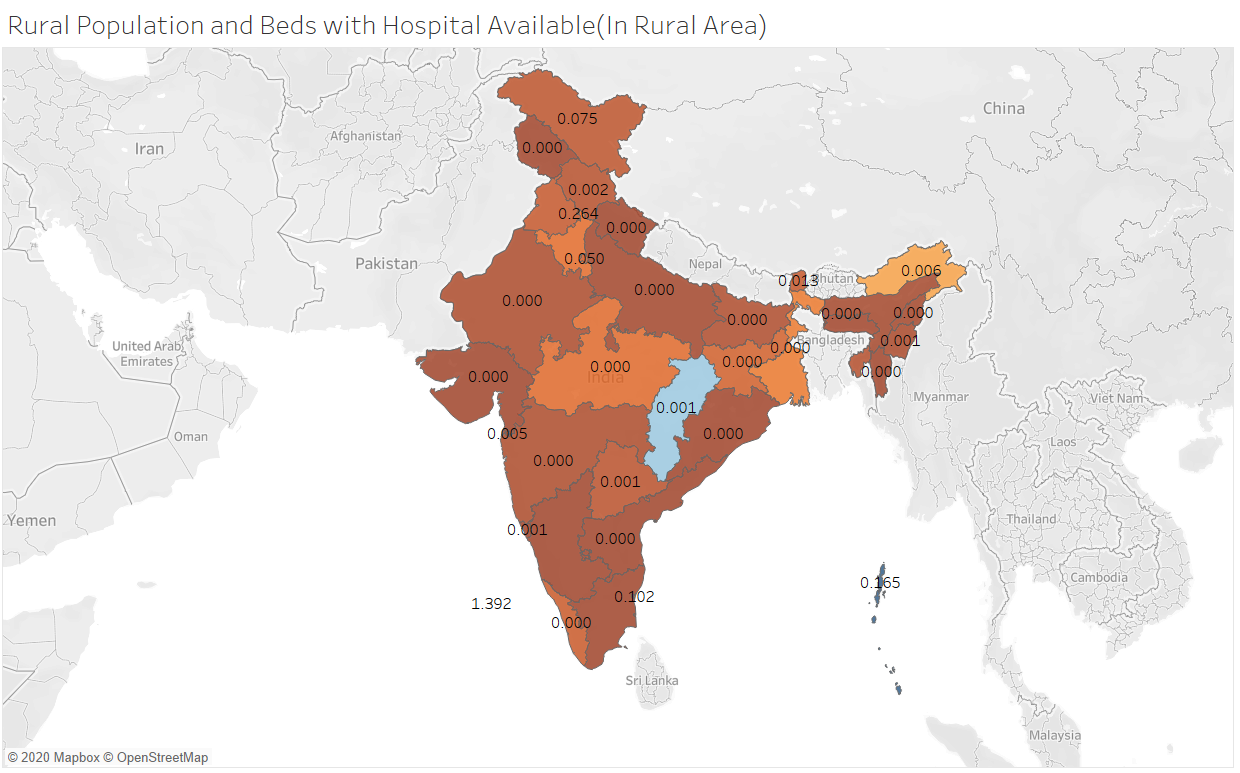 Rural Population and Beds with Hospital Available(In Rural Area)
China
0.075
Afghanistan
Iran
0.000
0.002
0.264
0.000
0.050
Pakistan
Nepal
0.006
0.013
Bhutan
0.000
0.000
0.000
0.000
0.000
0.001
Bangladesh
0.000
0.000
United Arab
Emirates
0.000
India
0.000
0.000
Myanmar
Viet Nam
0.001
Oman
0.005
0.000
Laos
0.000
0.001
Yemen
0.001
0.000
Thailand
Cambodia
0.165
1.392
0.102
0.000
Sri Lanka
Malaysia
© 2020 Mapbox © OpenStreetMap